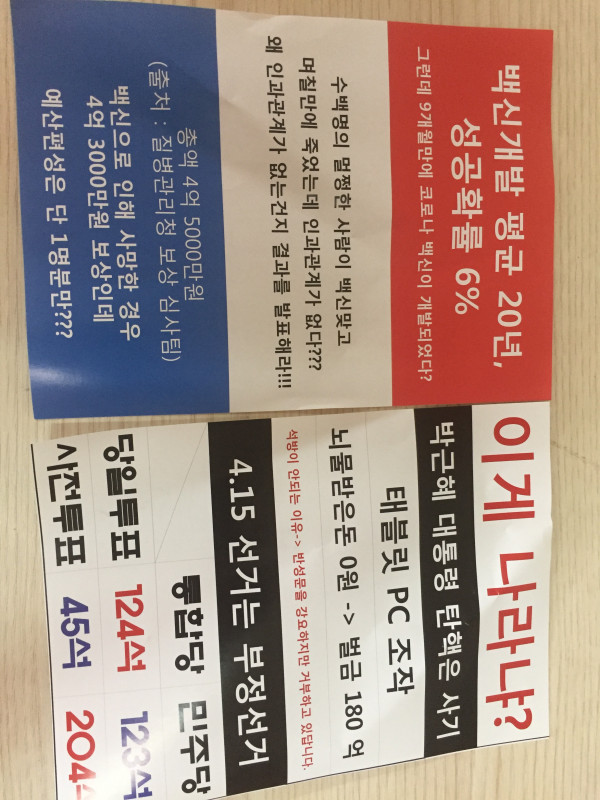 백신개발 평균 20년,
성공확률 6%
그런데 9개월만에 코로나 백신이 개발되었다?
수백명의 멀쩡한 사람이 백신맞고
며칠만에 죽었는데 인과관계가 없다???
왜 인과관계가 없는건지 결과를 발표해라!!!
총액 4억 5000만원
(출처 : 질병관리청 보상 심사팀)
백신으로 인해 사망한 경우
4억 3000만원 보상인데
예산편성은 단 1명분만???
이게 나라냐?
박근혜 대통령 탄핵은 사기
태블릿 PC 조작
뇌물받은돈 0원 -> 벌금 180 억
석방이 안되는 이유-> 반성문을 강요하지만 거부하고 있답니다.
4.15 선거는 부정선거
통합당 민주당
당일투표 124석 123석
사전투표 45석 204석